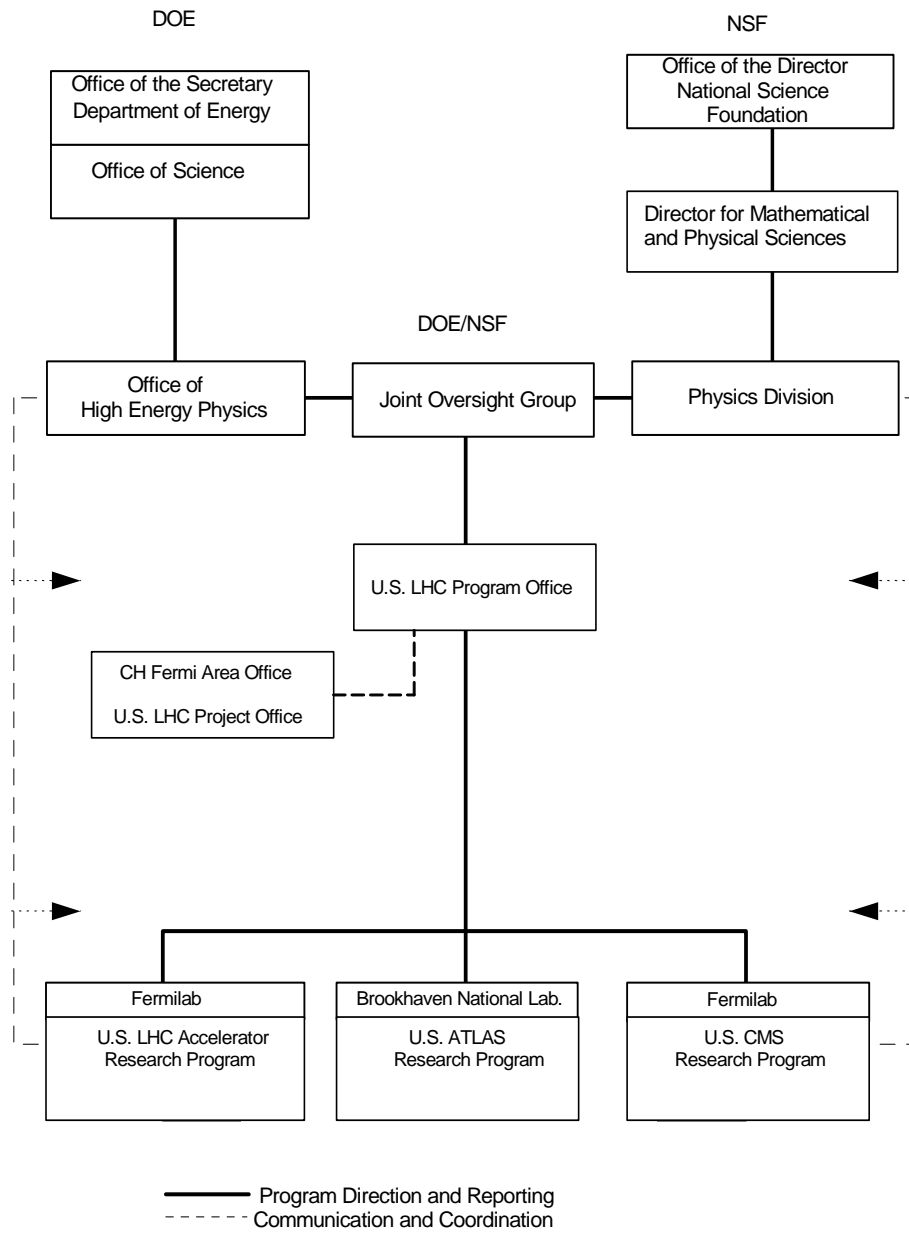 DOE
NSF
Office of the Secretary
Department of Energy
Office of Science
Office of the Director
National Science
Foundation
Director for Mathematical
and Physical Sciences
DOE/NSF
Office of
High Energy Physics
Joint Oversight Group
Physics Division
U.S. LHC Program Office
CH Fermi Area Office
U.S. LHC Project Office
Fermilab
U.S. LHC Accelerator
Research Program
Brookhaven National Lab.
U.S. ATLAS
Research Program
Fermilab
U.S. CMS
Research Program
Program Direction and Reporting
Communication and Coordination